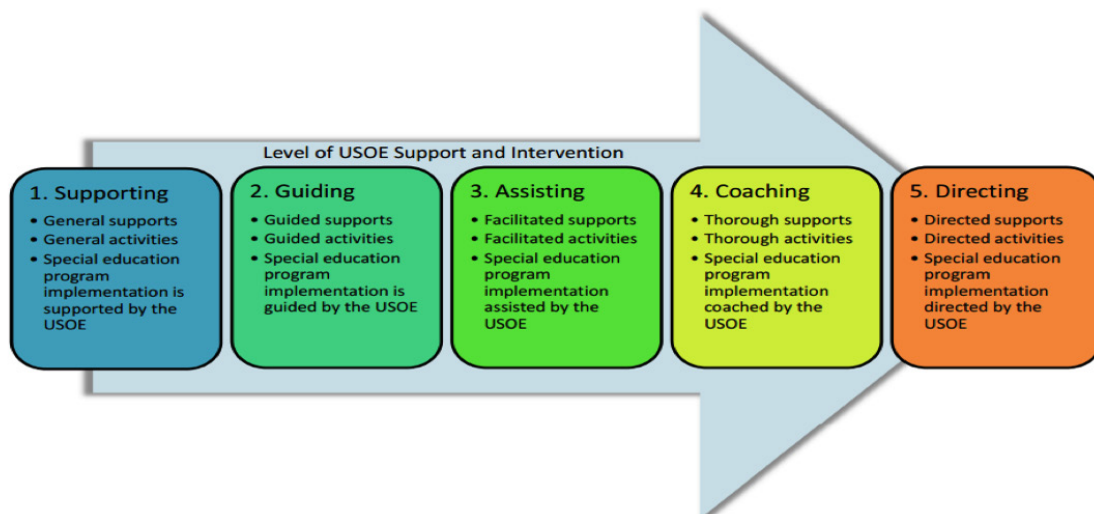 Level of USOE Support and Intervention
1. Supporting
• General supports
• General activities
• Special education
program
implementation is
supported by the
USOE
2. Guiding
• Guided supports
• Guided activities
• Special education
program
implementation is
guided by the USOE
3. Assisting
• Facilitated supports
• Facilitated activities
• Special education
program
implementation
assisted by the
USOE
4. Coaching
• Thorough supports
• Thorough activities
• Special education
program
implementation
coached by the
USOE
5. Directing
• Directed supports
• Directed activities
• Special education
program
implementation
directed by the
USOE